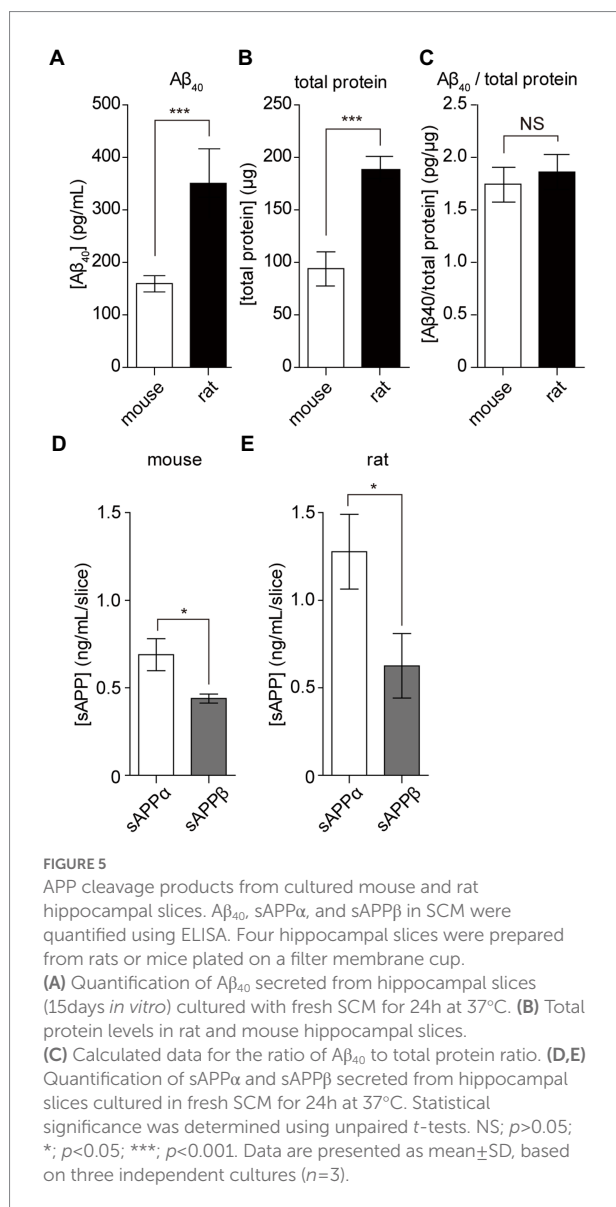 A
Aβ40
[Aβ40] (pg/mL)
500
400
300
200
100
0
***
mouse
rat
B
total protein
[total protein] (μg)
250
200
150
100
50
0
***
mouse
rat
C
Aβ40 / total protein
[Aβ40/total protein] (pg/μg)
2.5
2.0
1.5
1.0
0.5
0
NS
mouse
rat
D
mouse
[sAPP] (ng/mL/slice)
1.5
1.0
0.5
0
*
sAPPα
sAPPβ
E
rat
[sAPP] (ng/mL/slice)
1.5
1.0
0.5
0
*
sAPPα
sAPPβ
FIGURE 5
APP cleavage products from cultured mouse and rat
hippocampal slices. Aβ40, sAPPα, and sAPPβ in SCM were
quantified using ELISA. Four hippocampal slices were prepared
from rats or mice plated on a filter membrane cup.
(A) Quantification of Aβ40 secreted from hippocampal slices
(15days in vitro) cultured with fresh SCM for 24h at 37°C. (B) Total
protein levels in rat and mouse hippocampal slices.
(C) Calculated data for the ratio of Aβ40 to total protein ratio. (D,E)
Quantification of sAPPα and sAPPβ secreted from hippocampal
slices cultured in fresh SCM for 24h at 37°C. Statistical
significance was determined using unpaired t-tests. NS; p>0.05;
*; p<0.05; ***; p<0.001. Data are presented as mean±SD, based
on three independent cultures (n=3).